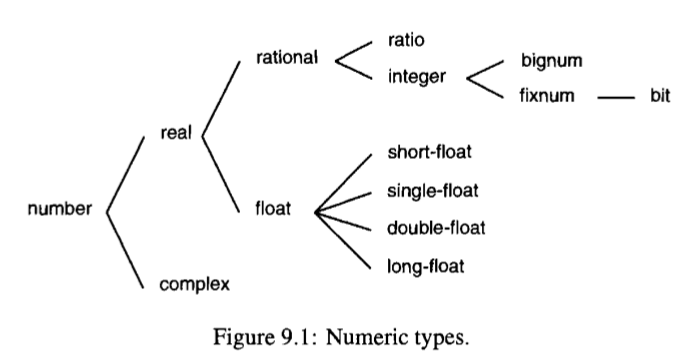 ratio
rational
bignum
integer
fixnum
bit
real
short-float
single-float
number
float
double-float
long-float
complex
Figure 9.1: Numeric types.